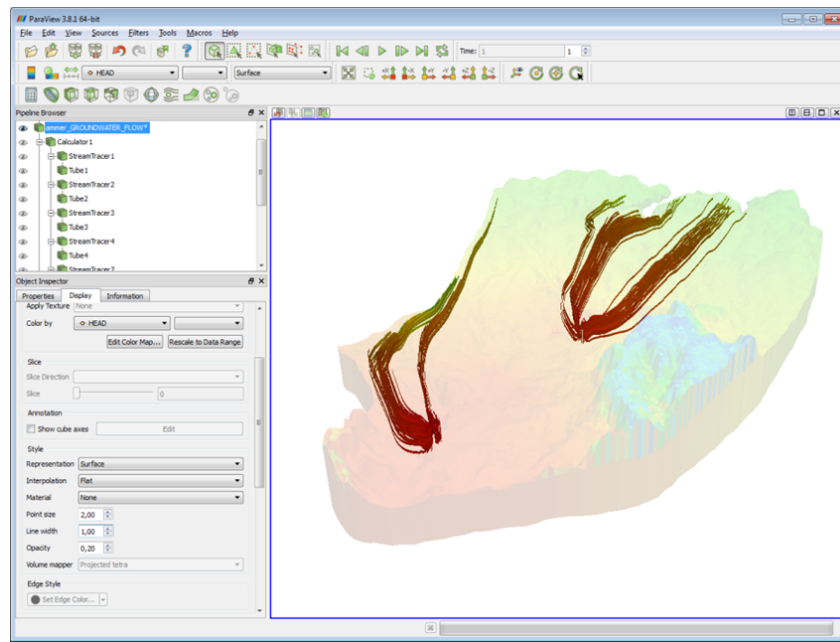 ParaView 3.8.1 64-bit
File Edit View Sources Filters Tools Macros Help
Time: 1 1
HEAD Surface
Pipeline Browser
ammer_GROUNDWATER_FLOW*
Calculator1
StreamTracer1
Tube1
StreamTracer2
Tube2
StreamTracer3
Tube3
StreamTracer4
Tube4
StreamTracer7
Object Inspector
Properties Display Information
Apply Texture None
Color by HEAD
Edit Color Map... Rescale to Data Range
Slice
Slice Direction
Slice 0
Annotation
Show cube axes Edit
Style
Representation Surface
Interpolation Flat
Material None
Point size 2,00
Line width 1,00
Opacity 0,20
Volume mapper Projected tetra
Edge Style
Set Edge Color...